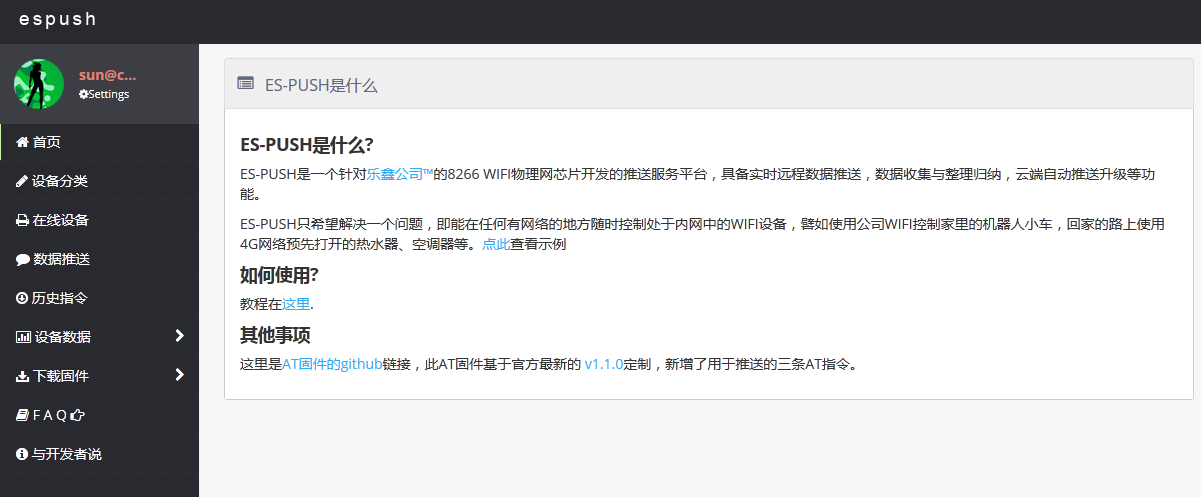 espush
sun@c...
Settings
首页
设备分类
在线设备
数据推送
历史指令
设备数据
下载固件
F A Q
与开发者说
ES-PUSH是什么
ES-PUSH是什么?
ES-PUSH是一个针对乐鑫公司™的8266 WIFI物理网芯片开发的推送服务平台，具备实时远程数据推送，数据收集与整理归纳，云端自动推送升级等功
能。
ES-PUSH只希望解决一个问题，即能在任何有网络的地方随时控制处于内网中的WIFI设备，譬如使用公司WIFI控制家里的机器人小车，回家的路上使用
4G网络预先打开的热水器、空调器等。点此查看示例
如何使用?
教程在这里.
其他事项
这里是AT固件的github链接，此AT固件基于官方最新的 v1.1.0定制，新增了用于推送的三条AT指令。